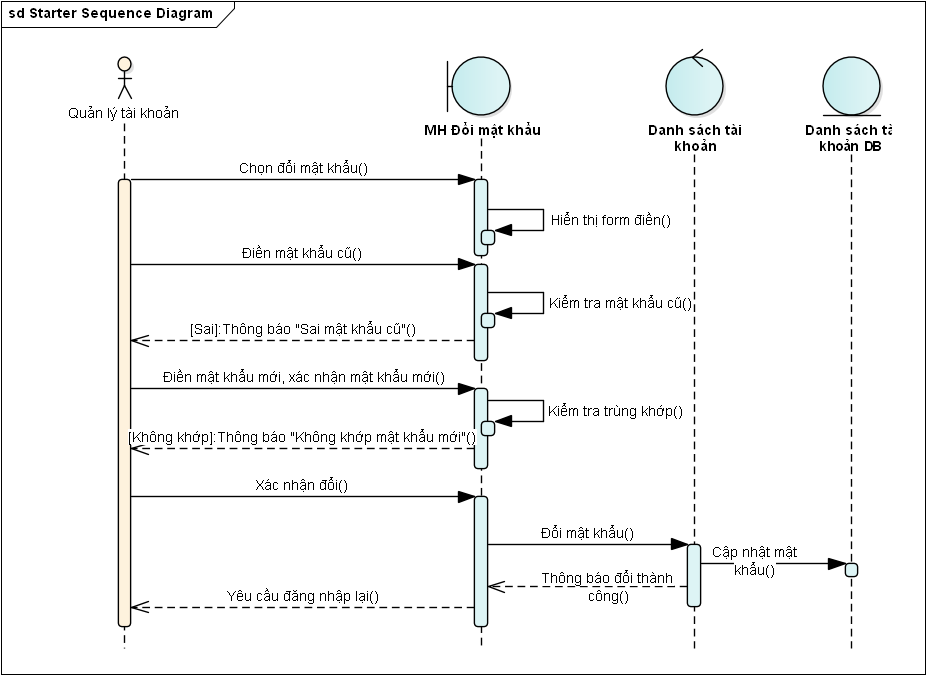 sd Starter Sequence Diagram
Quản lý tài khoản
MH Đổi mật khẩu
Danh sách tài
khoản
Danh sách tà
khoản DB
Chọn đổi mật khẩu()
Hiển thị form điền()
Điền mật khẩu cũ()
Kiểm tra mật khẩu cũ()
[Sai]:Thông báo "Sai mật khẩu cũ"()
Điền mật khẩu mới, xác nhận mật khẩu mới()
Kiểm tra trùng khớp()
[Không khớp]:Thông báo "Không khớp mật khẩu mới"()
Xác nhận đổi()
Đổi mật khẩu()
Cập nhật mật
khẩu()
Thông báo đổi thành
công()
Yêu cầu đăng nhập lại()